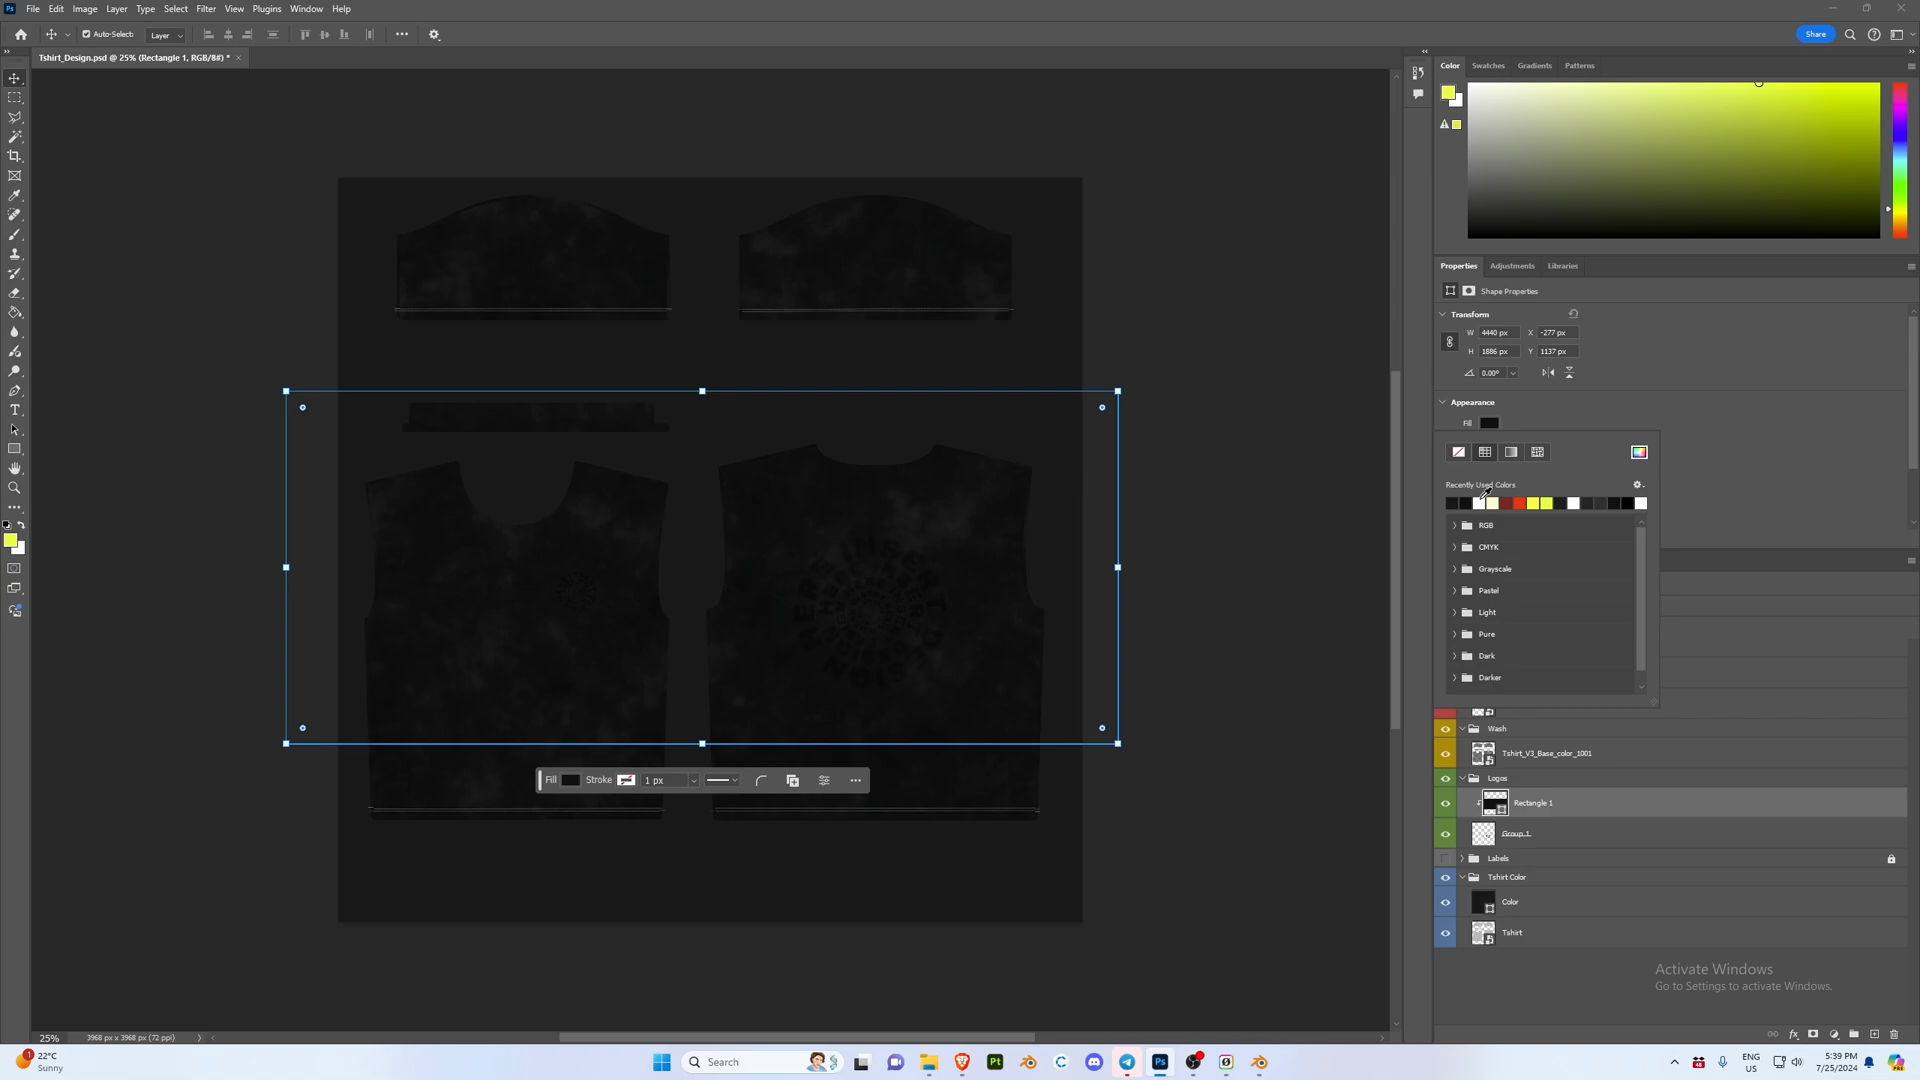 Ps File Edit Image Layer Type Select Filter View Plugins Window Help
Auto-Select: Layer
Share
Tshirt_Design.psd @ 25% (Rectangle 1, RGB/8#) *
Color Swatches Gradients Patterns
Properties Adjustments Libraries
Shape Properties
Transform
W 4440 px X -277 px
H 1886 px Y 1137 px
0.00°
Appearance
Fill
Recently Used Colors
RGB
CMYK
Grayscale
Pastel
Light
Pure
Dark
Darker
Wash
Tshirt_V3_Base_color_1001
Fill Stroke 1 px
Logos
Rectangle 1
Group 1
Labels
Tshirt Color
Color
Tshirt
Activate Windows
Go to Settings to activate Windows.
25% 3968 px x 3968 px (72 ppi)
1 22°C
Sunny
Search
Pt
Ps
ENG
US
5:39 PM
7/25/2024
PRE